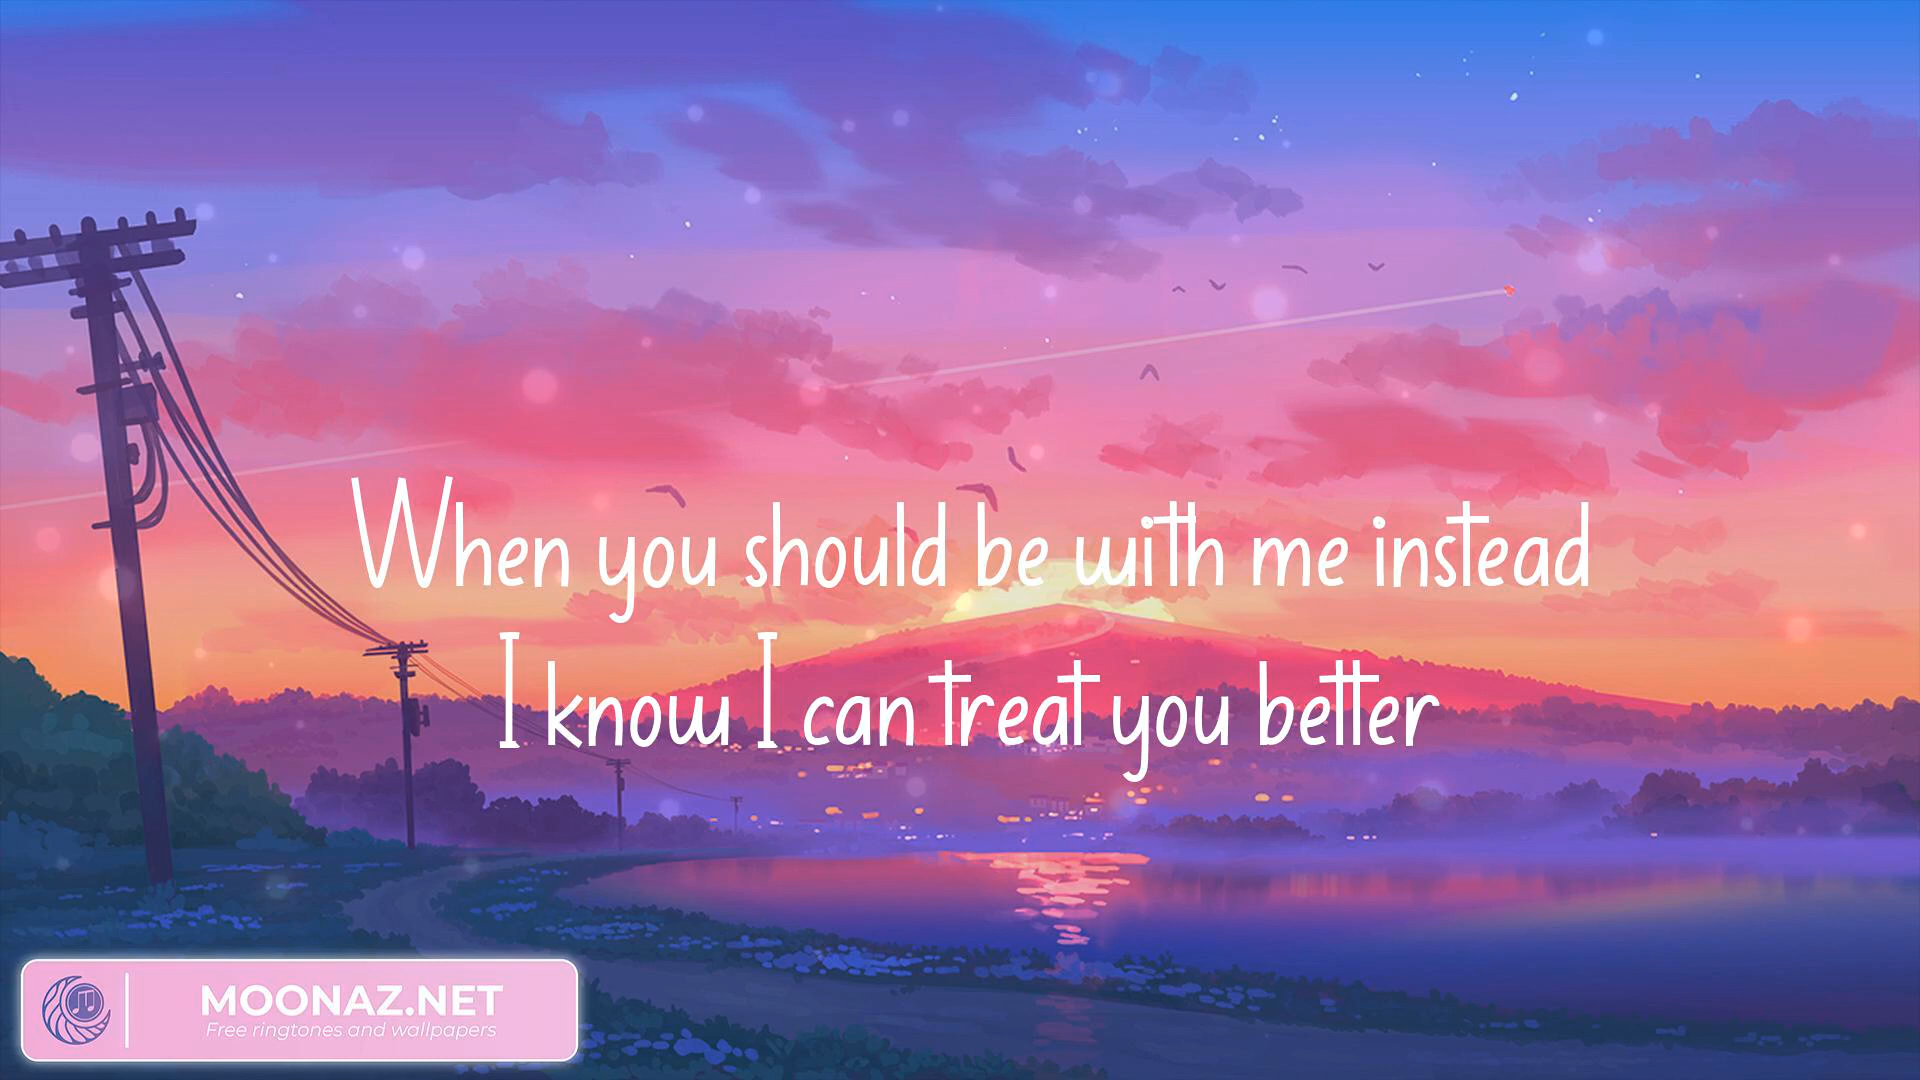 When you should be with me instead
I know I can treat you better
MOONAZ.NET
Free ringtones and wallpapers